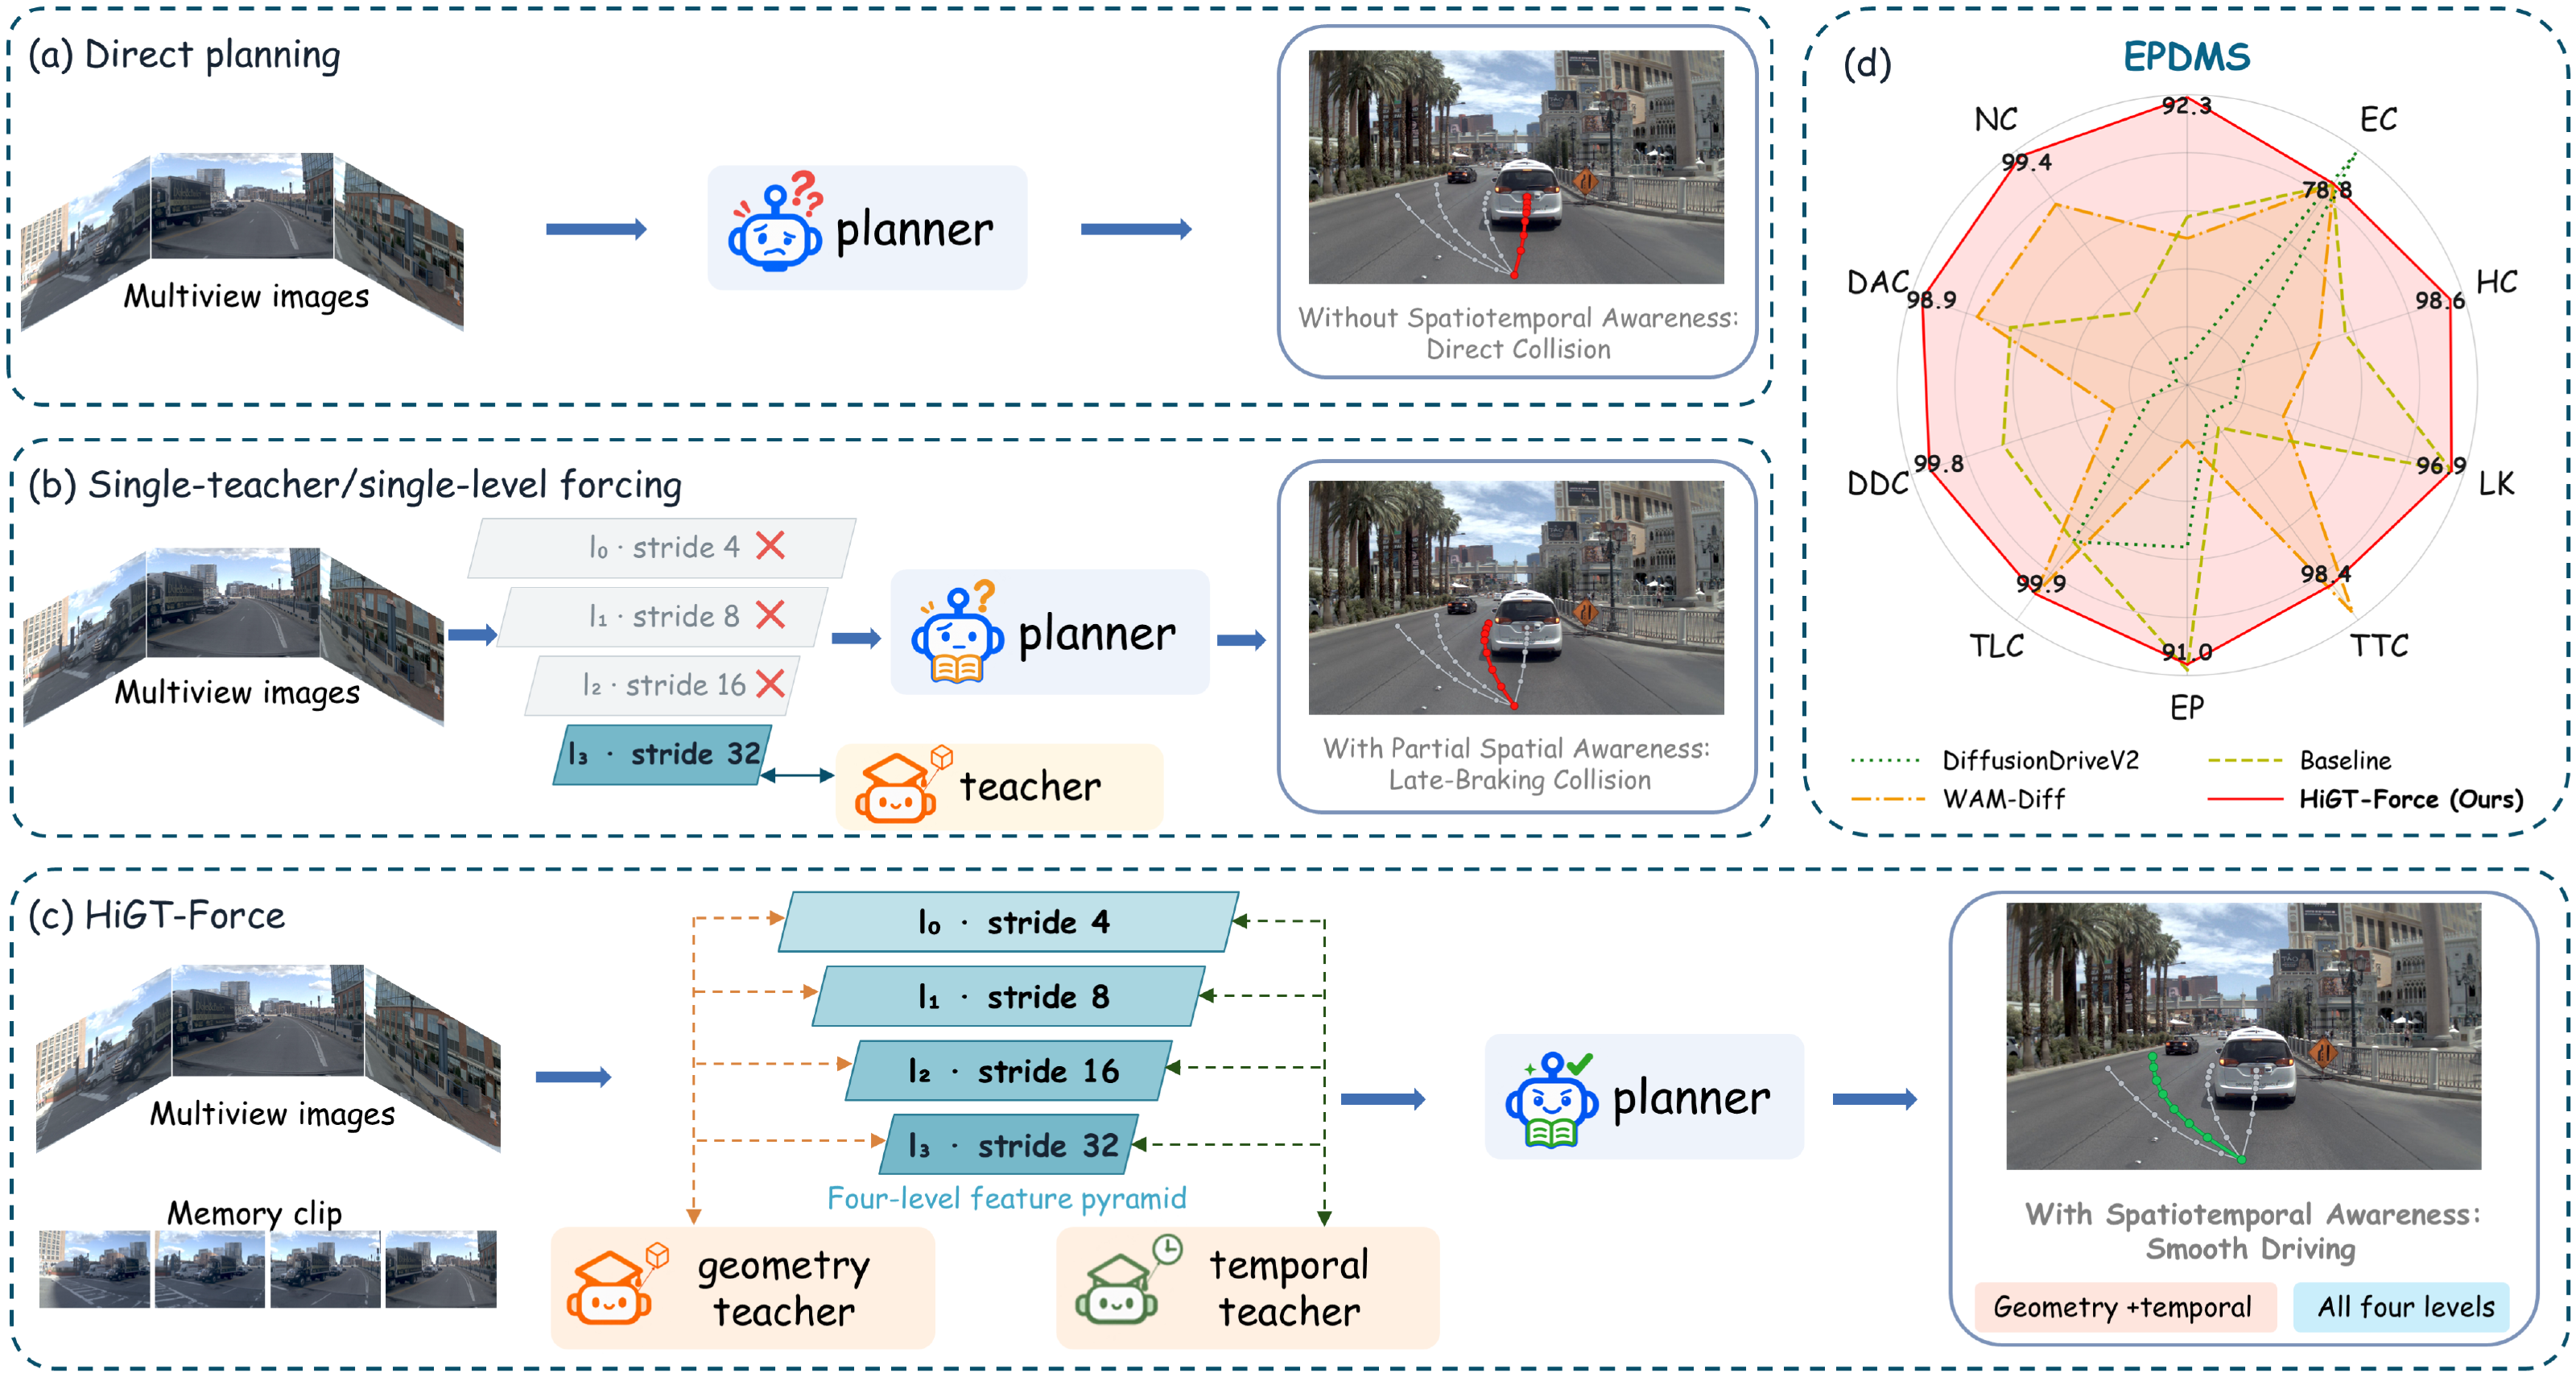 (a) Direct planning
Multiview images
???
planner
Without Spatiotemporal Awareness:
Direct Collision
(b) Single-teacher/single-level forcing
Multiview images
l₀ · stride 4
l₁ · stride 8
l₂ · stride 16
l₃ · stride 32
?
planner
teacher
With Partial Spatial Awareness:
Late-Braking Collision
(d)
EPDMS
92.3
EC
78.8
HC
98.6
LK
96.9
TTC
98.4
EP
91.0
TLC
99.9
DDC
99.8
DAC
98.9
NC
99.4
DiffusionDriveV2
Baseline
WAM-Diff
HiGT-Force (Ours)
(c) HiGT-Force
Multiview images
Memory clip
l₀ · stride 4
l₁ · stride 8
l₂ · stride 16
l₃ · stride 32
Four-level feature pyramid
geometry
teacher
temporal
teacher
planner
With Spatiotemporal Awareness:
Smooth Driving
Geometry +temporal
All four levels